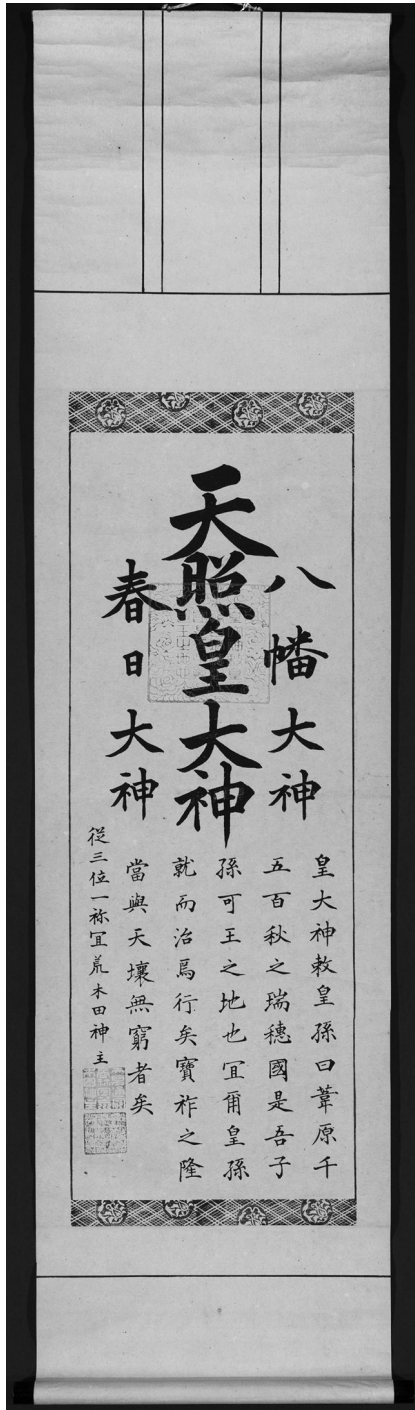 八幡大神
天照皇大神
春日大神
皇大神敕皇孫曰葦原千
五百秋之瑞穗國是吾子
孫可王之地也宜爾皇孫
就而治焉行矣寶祚之隆
當與天壤無窮者矣
從三位一祢宜荒木田神主